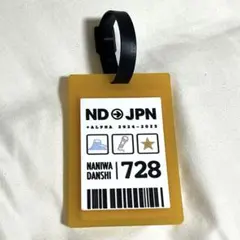 ND JPN
+ALPHA 2024-2025
NANIWA
DANSHI
728